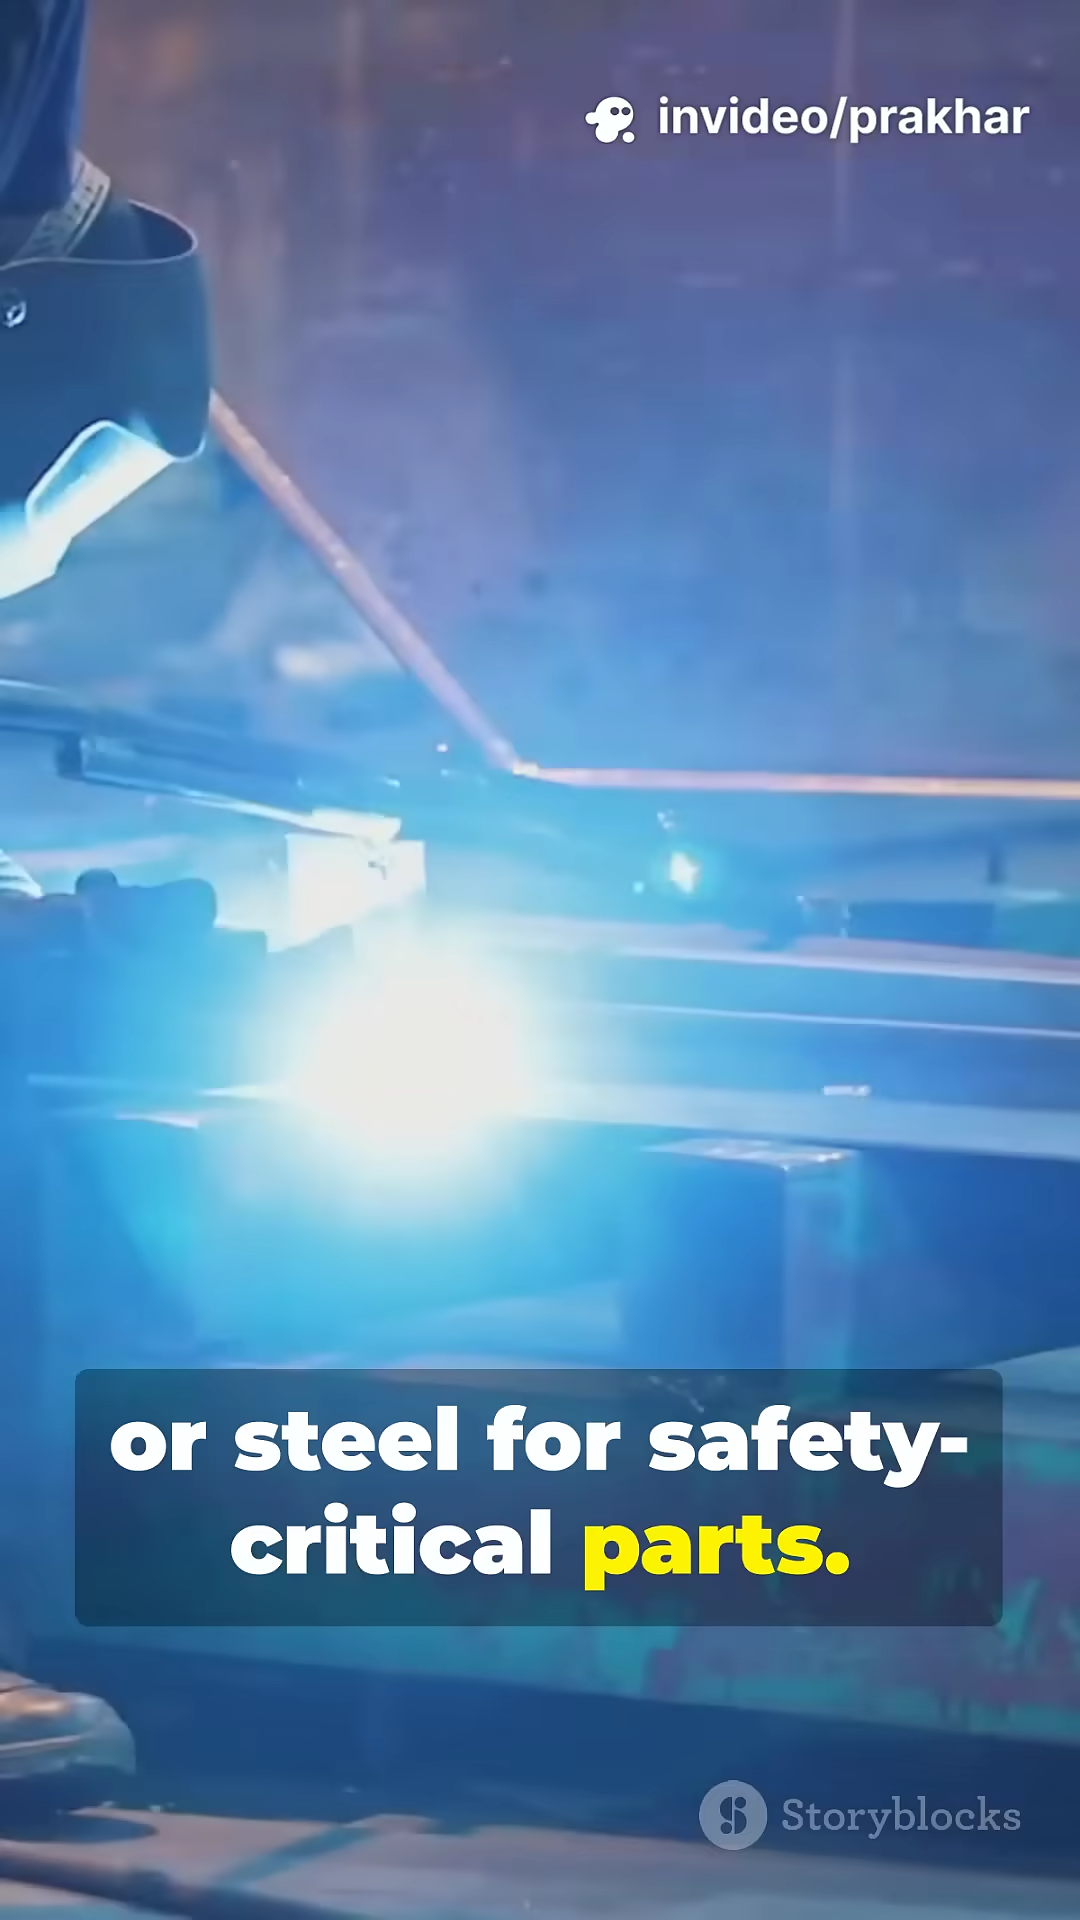 invideo/prakhar
or steel for safety-
critical parts.
Storyblocks